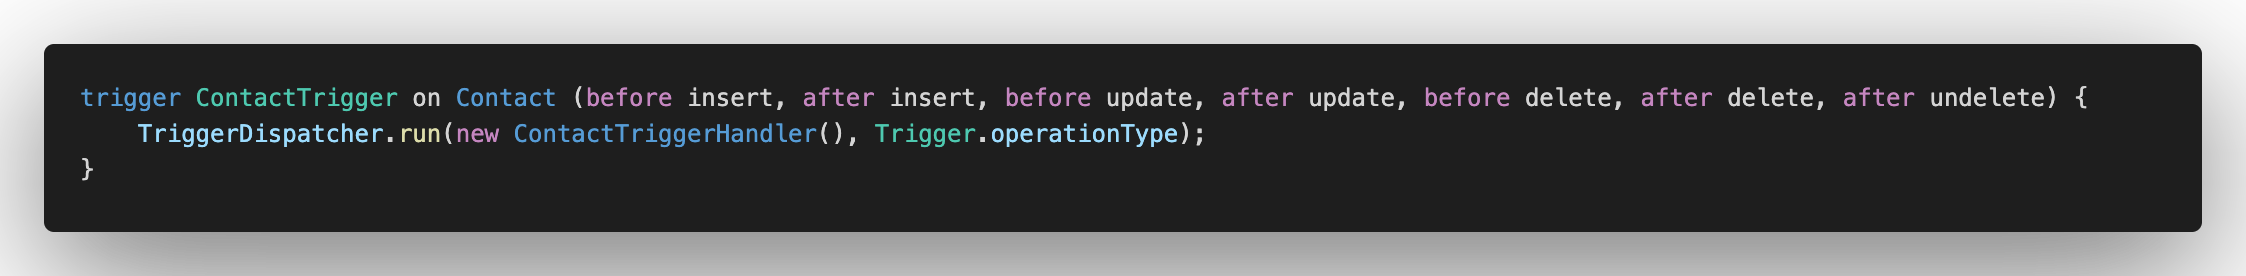 trigger ContactTrigger on Contact (before insert, after insert, before update, after update, before delete, after delete, after undelete) {
    TriggerDispatcher.run(new ContactTriggerHandler(), Trigger.operationType);
}